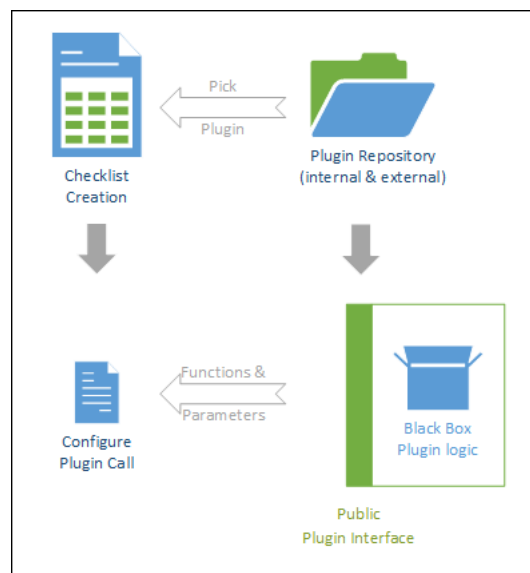 Pick
Plugin
Checklist
Creation
Plugin Repository
(internal & external)
Functions &
Parameters
Configure
Plugin Call
Black Box
Plugin logic
Public
Plugin Interface